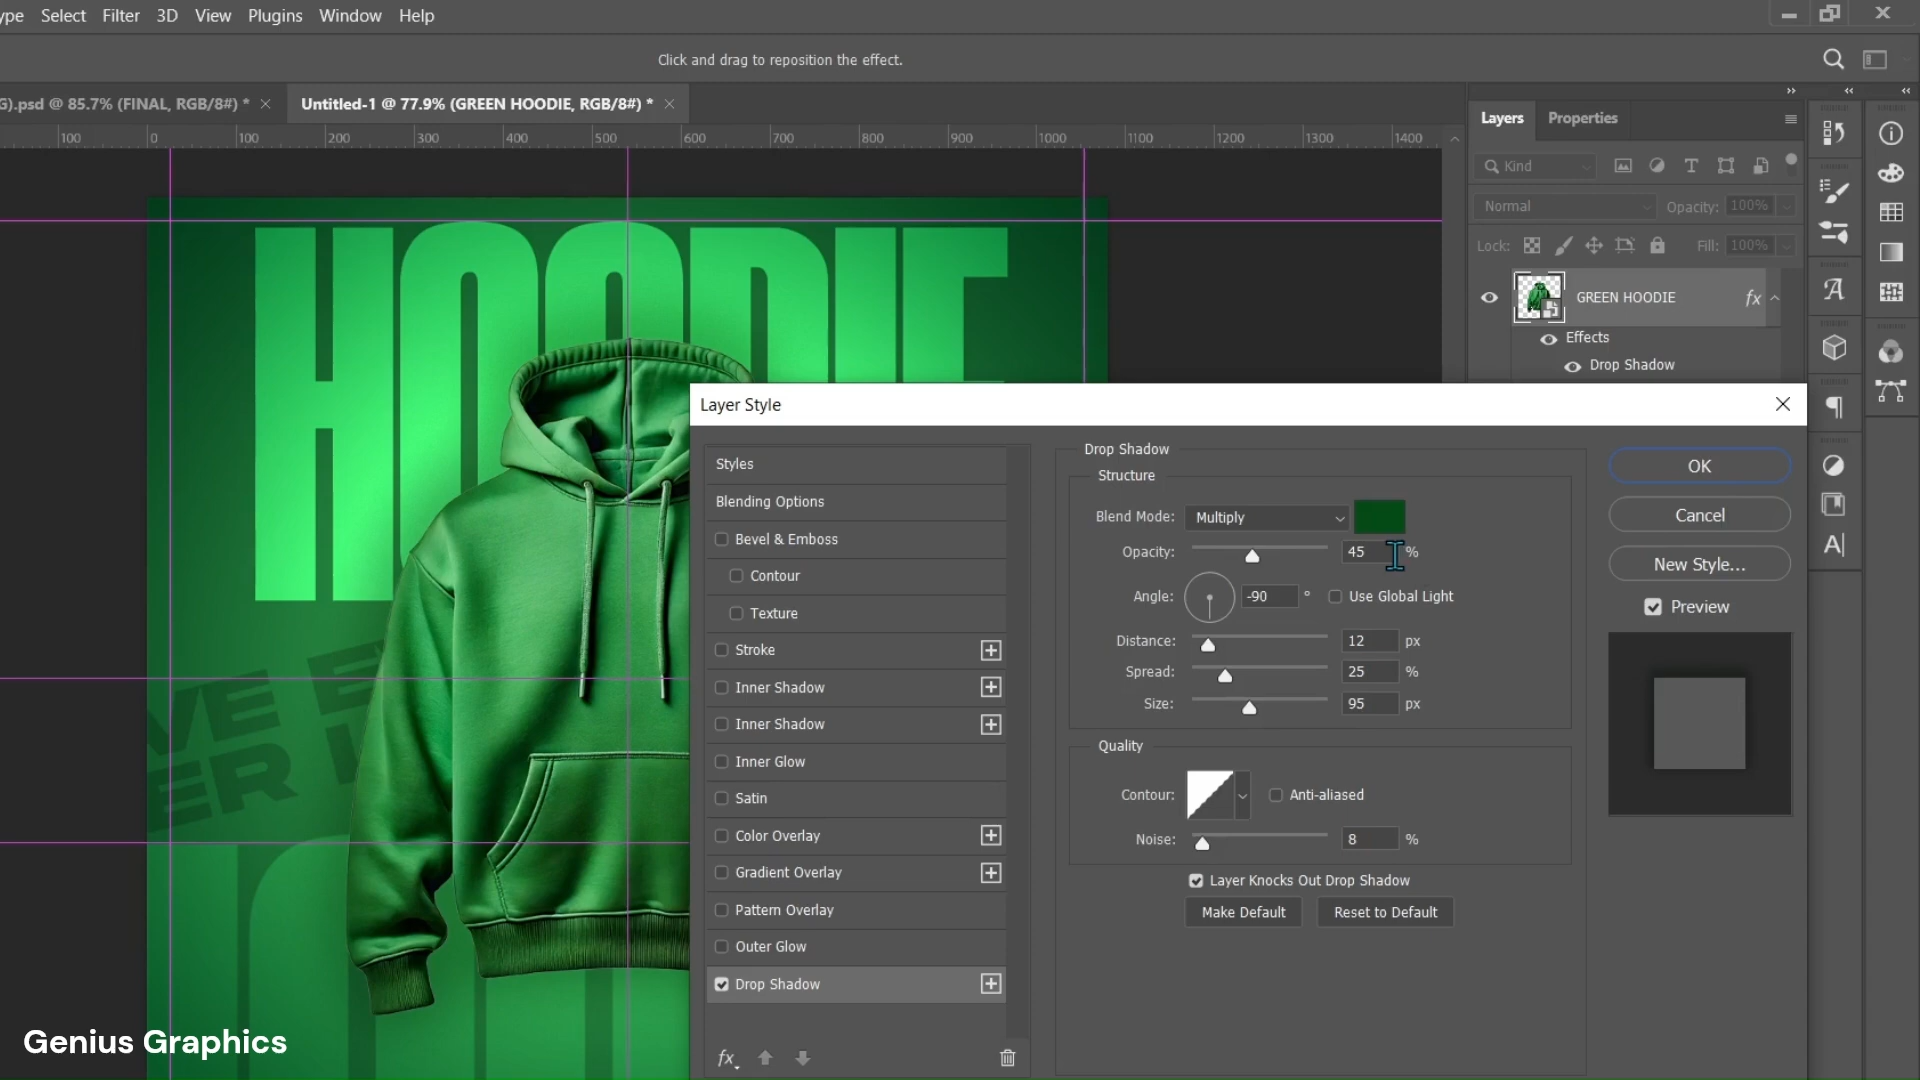 ype Select Filter 3D View Plugins Window Help
Click and drag to reposition the effect.
G).psd @ 85.7% (FINAL, RGB/8#) * Untitled-1 @ 77.9% (GREEN HOODIE, RGB/8#) *
100 0 100 200 300 400 500 600 700 800 900 1000 1100 1200 1300 1400
Layers Properties
Kind
Normal Opacity: 100%
Lock: Fill: 100%
GREEN HOODIE fx
Effects
Drop Shadow
HOODIE
VE E
ER
Layer Style
Styles
Blending Options
Bevel & Emboss
Contour
Texture
Stroke
Inner Shadow
Inner Shadow
Inner Glow
Satin
Color Overlay
Gradient Overlay
Pattern Overlay
Outer Glow
Drop Shadow
fx
Drop Shadow
Structure
Blend Mode: Multiply
Opacity: 45 %
Angle: -90 ° Use Global Light
Distance: 12 px
Spread: 25 %
Size: 95 px
Quality
Contour: Anti-aliased
Noise: 8 %
Layer Knocks Out Drop Shadow
Make Default Reset to Default
OK
Cancel
New Style...
Preview
Genius Graphics